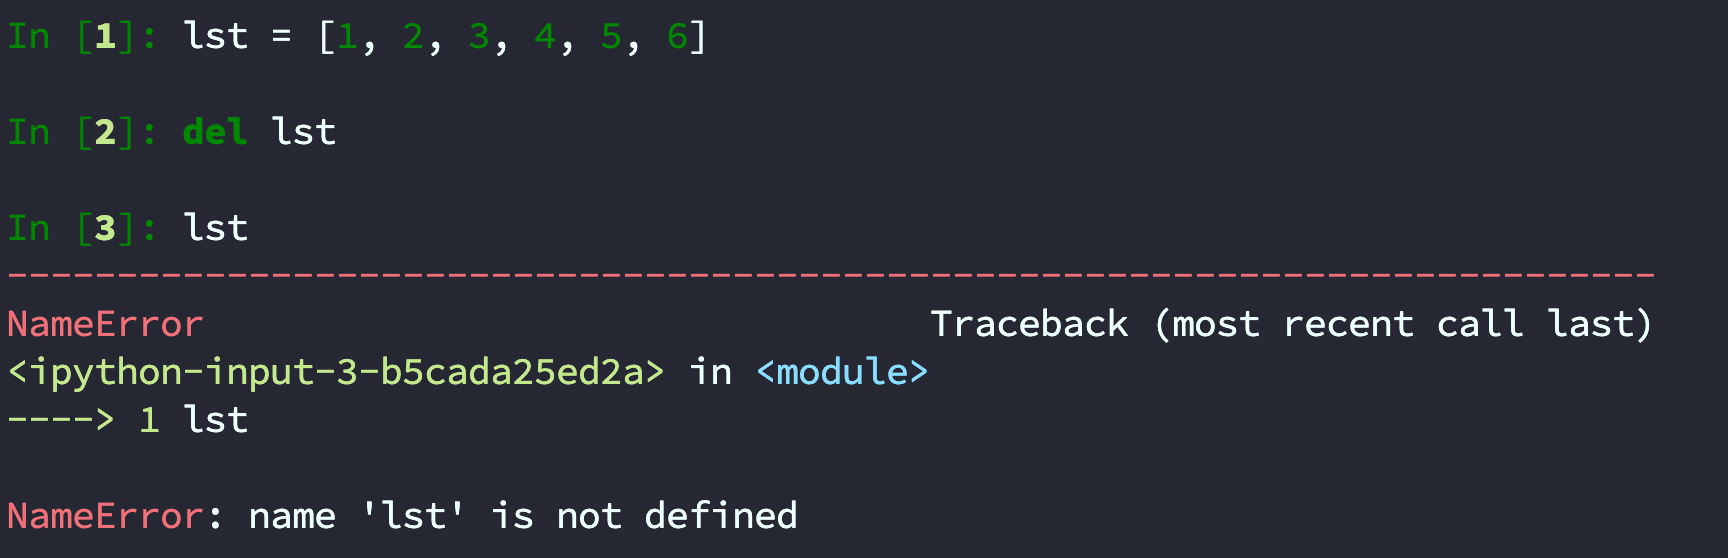 In [1]: lst = [1, 2, 3, 4, 5, 6]
In [2]: del lst
In [3]: lst
---------------------------------------------------------------------------
NameError                                 Traceback (most recent call last)
<ipython-input-3-b5cada25ed2a> in <module>
----> 1 lst
NameError: name 'lst' is not defined